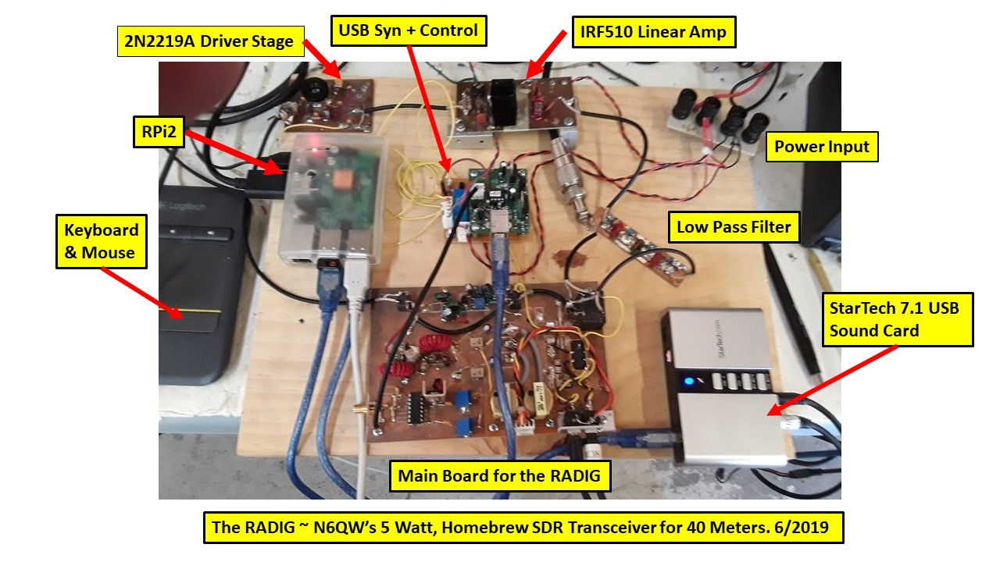 2N2219A Driver Stage
USB Syn + Control
IRF510 Linear Amp
RPi2
Power Input
Logitech
Keyboard
& Mouse
Low Pass Filter
StarTech 7.1 USB
Sound Card
StarTech.com
Main Board for the RADIG
The RADIG ~ N6QW's 5 Watt, Homebrew SDR Transceiver for 40 Meters. 6/2019